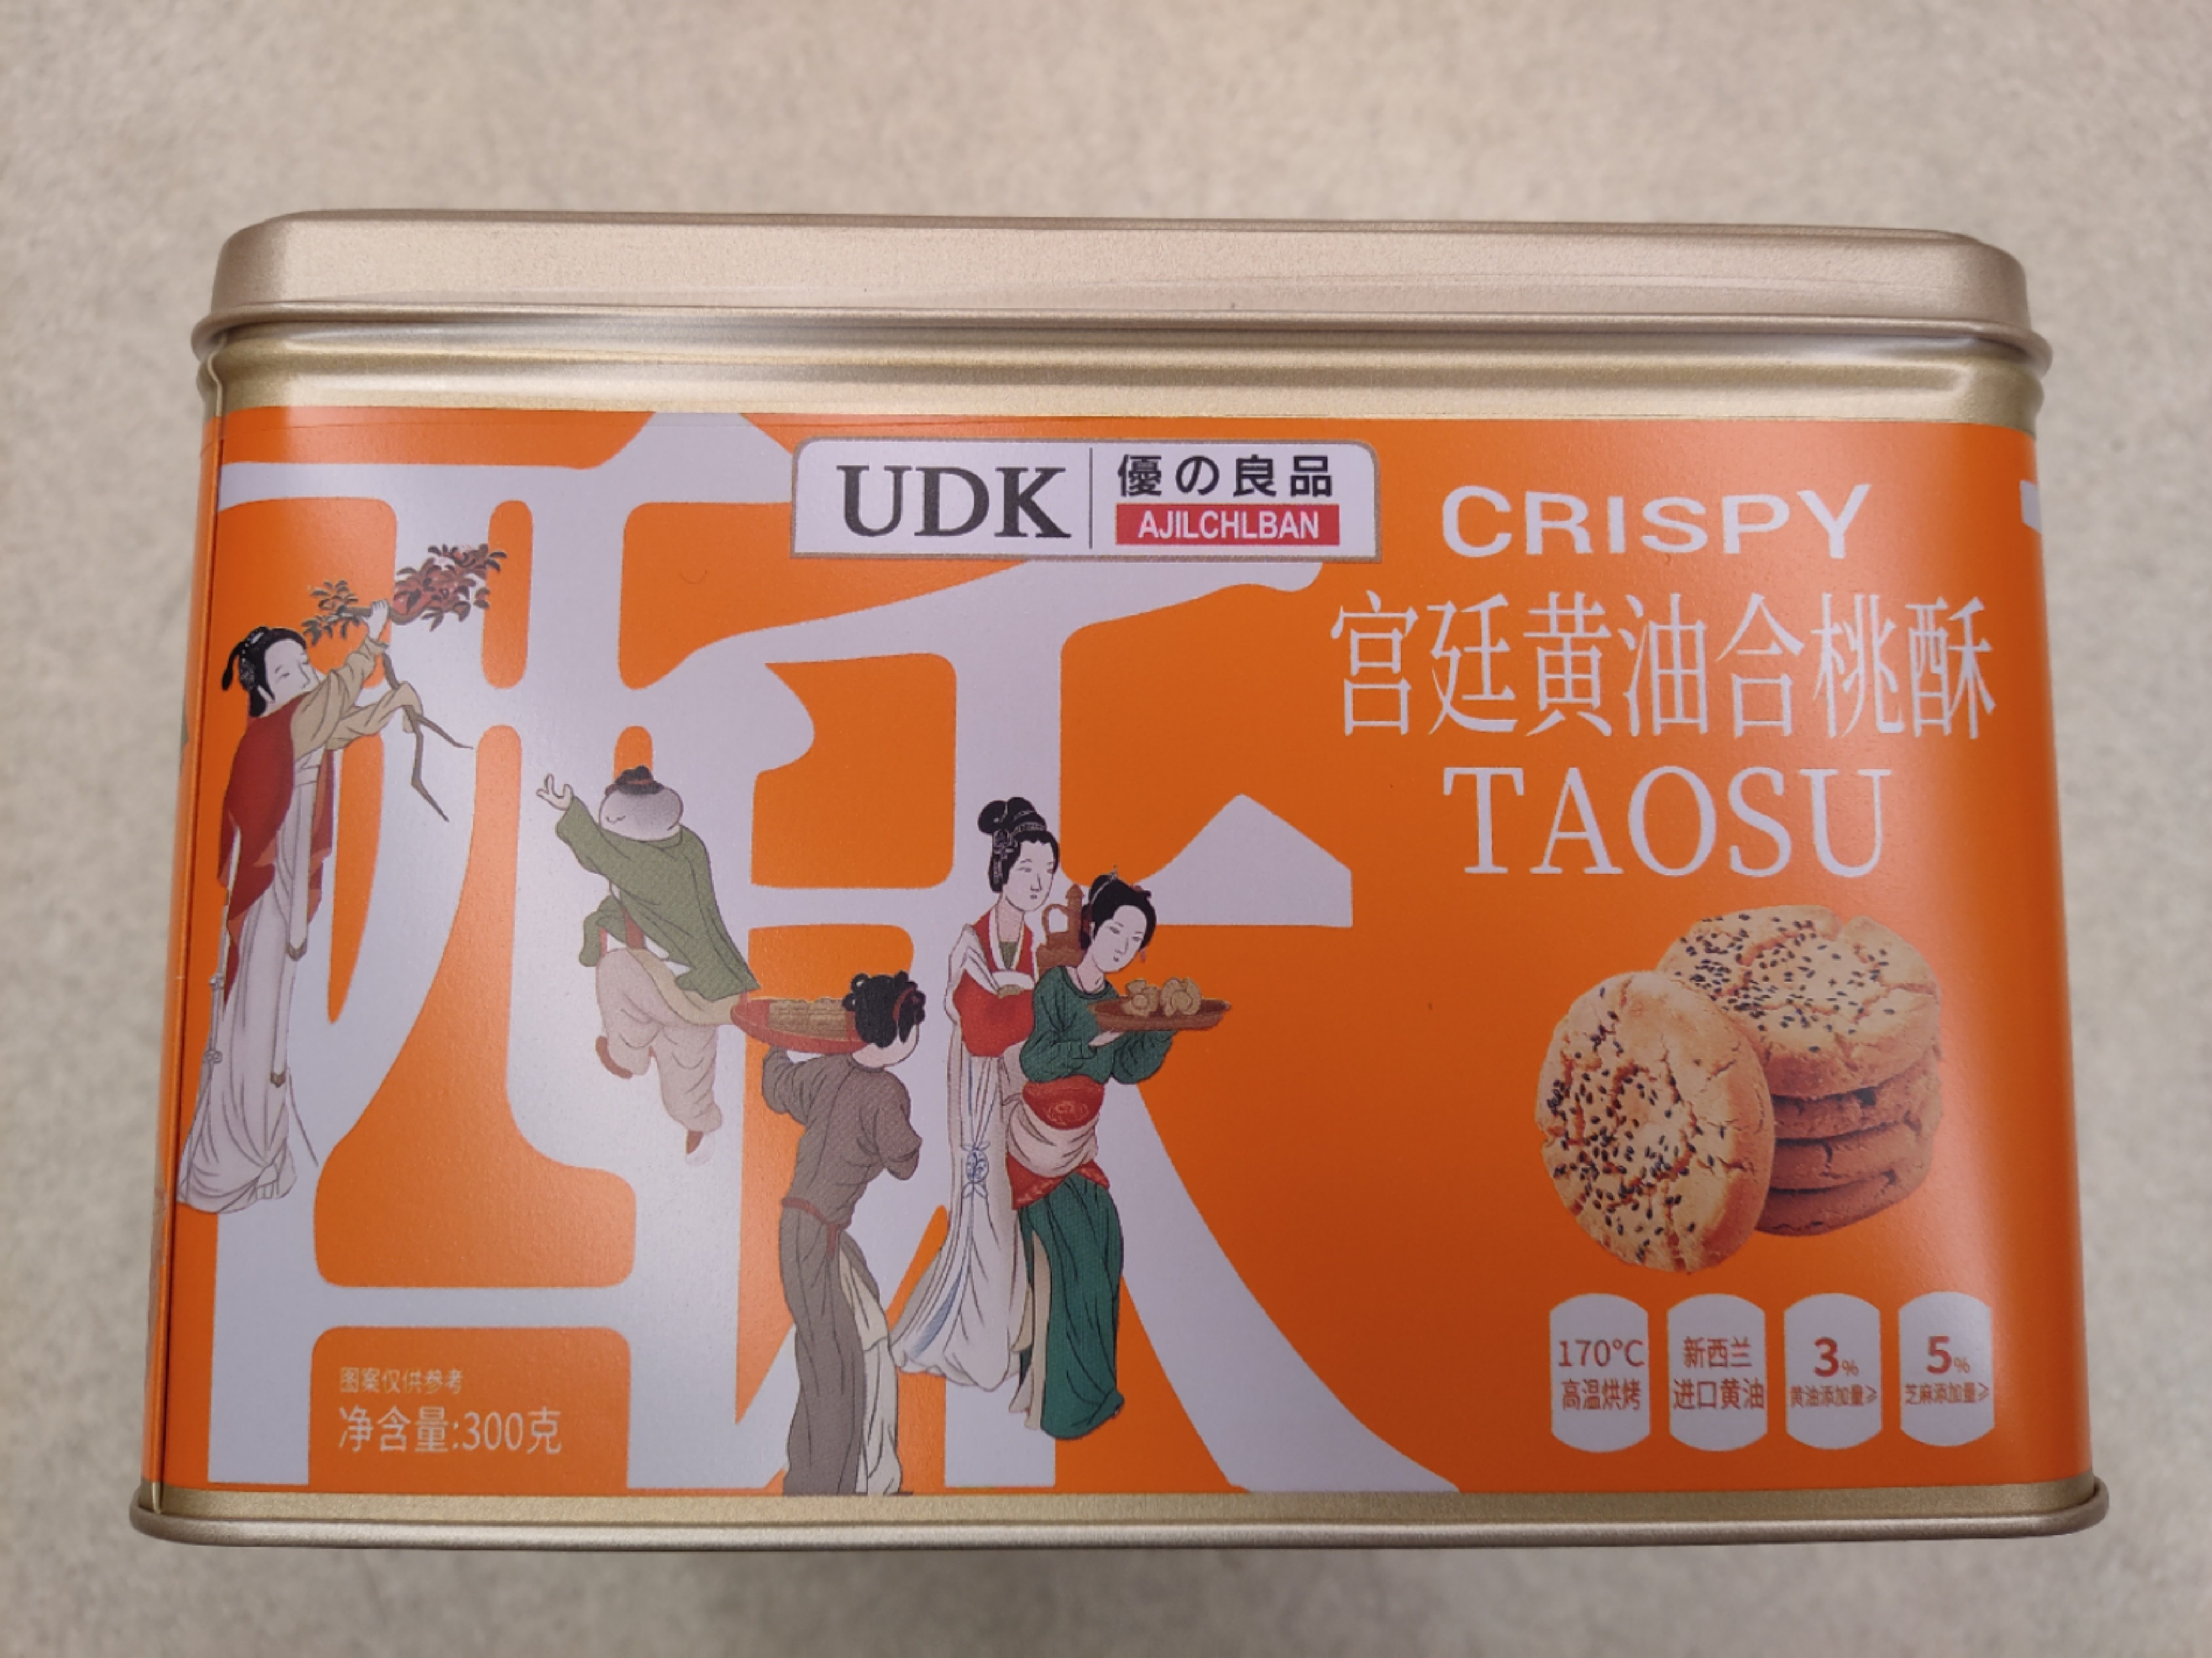 UDK
優の良品
AJILCHLBAN
CRISPY
宫廷黄油合桃酥
TAOSU
酥
170°C
高温烘烤
新西兰
进口黄油
3%
黄油添加量≥
5%
芝麻添加量≥
图案仅供参考
净含量:300克